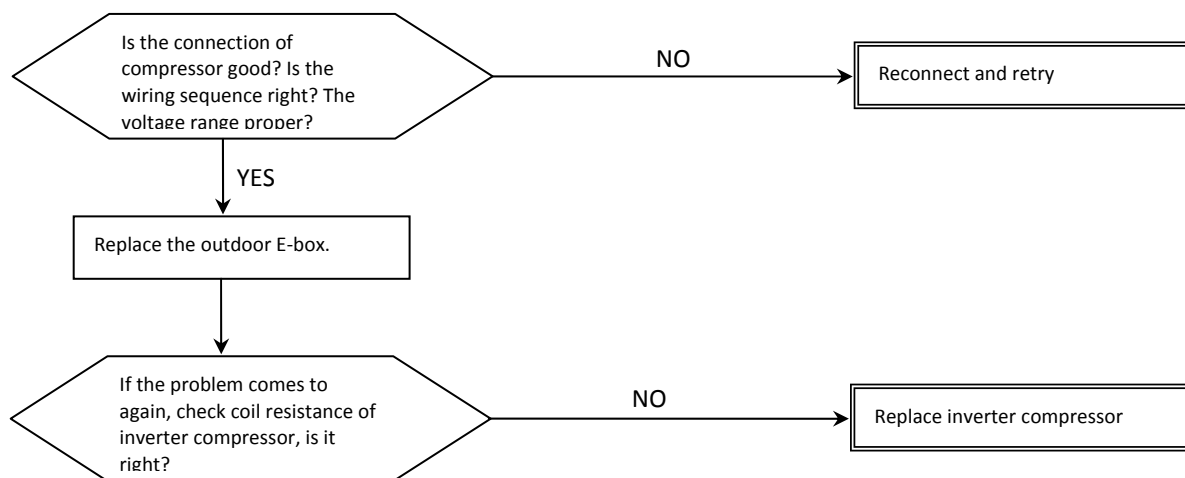 Is the connection of
compressor good? Is the
wiring sequence right? The
voltage range proper?
NO
Reconnect and retry
YES
Replace the outdoor E-box.
If the problem comes to
again, check coil resistance of
inverter compressor, is it
right?
NO
Replace inverter compressor